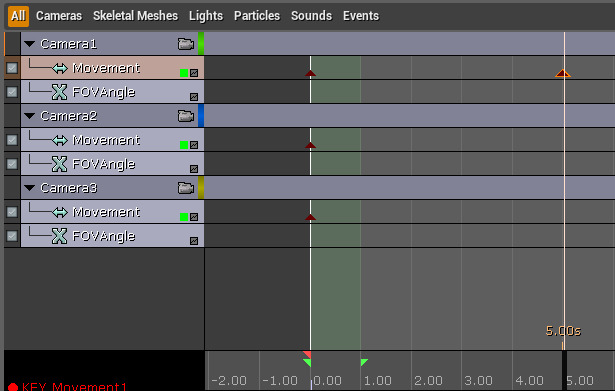 All Cameras Skeletal Meshes Lights Particles Sounds Events
Camera1
Movement
FOVAngle
Camera2
Movement
FOVAngle
Camera3
Movement
FOVAngle
5.00s
-2.00 -1.00 0.00 1.00 2.00 3.00 4.00 5.00
KEY Movement1